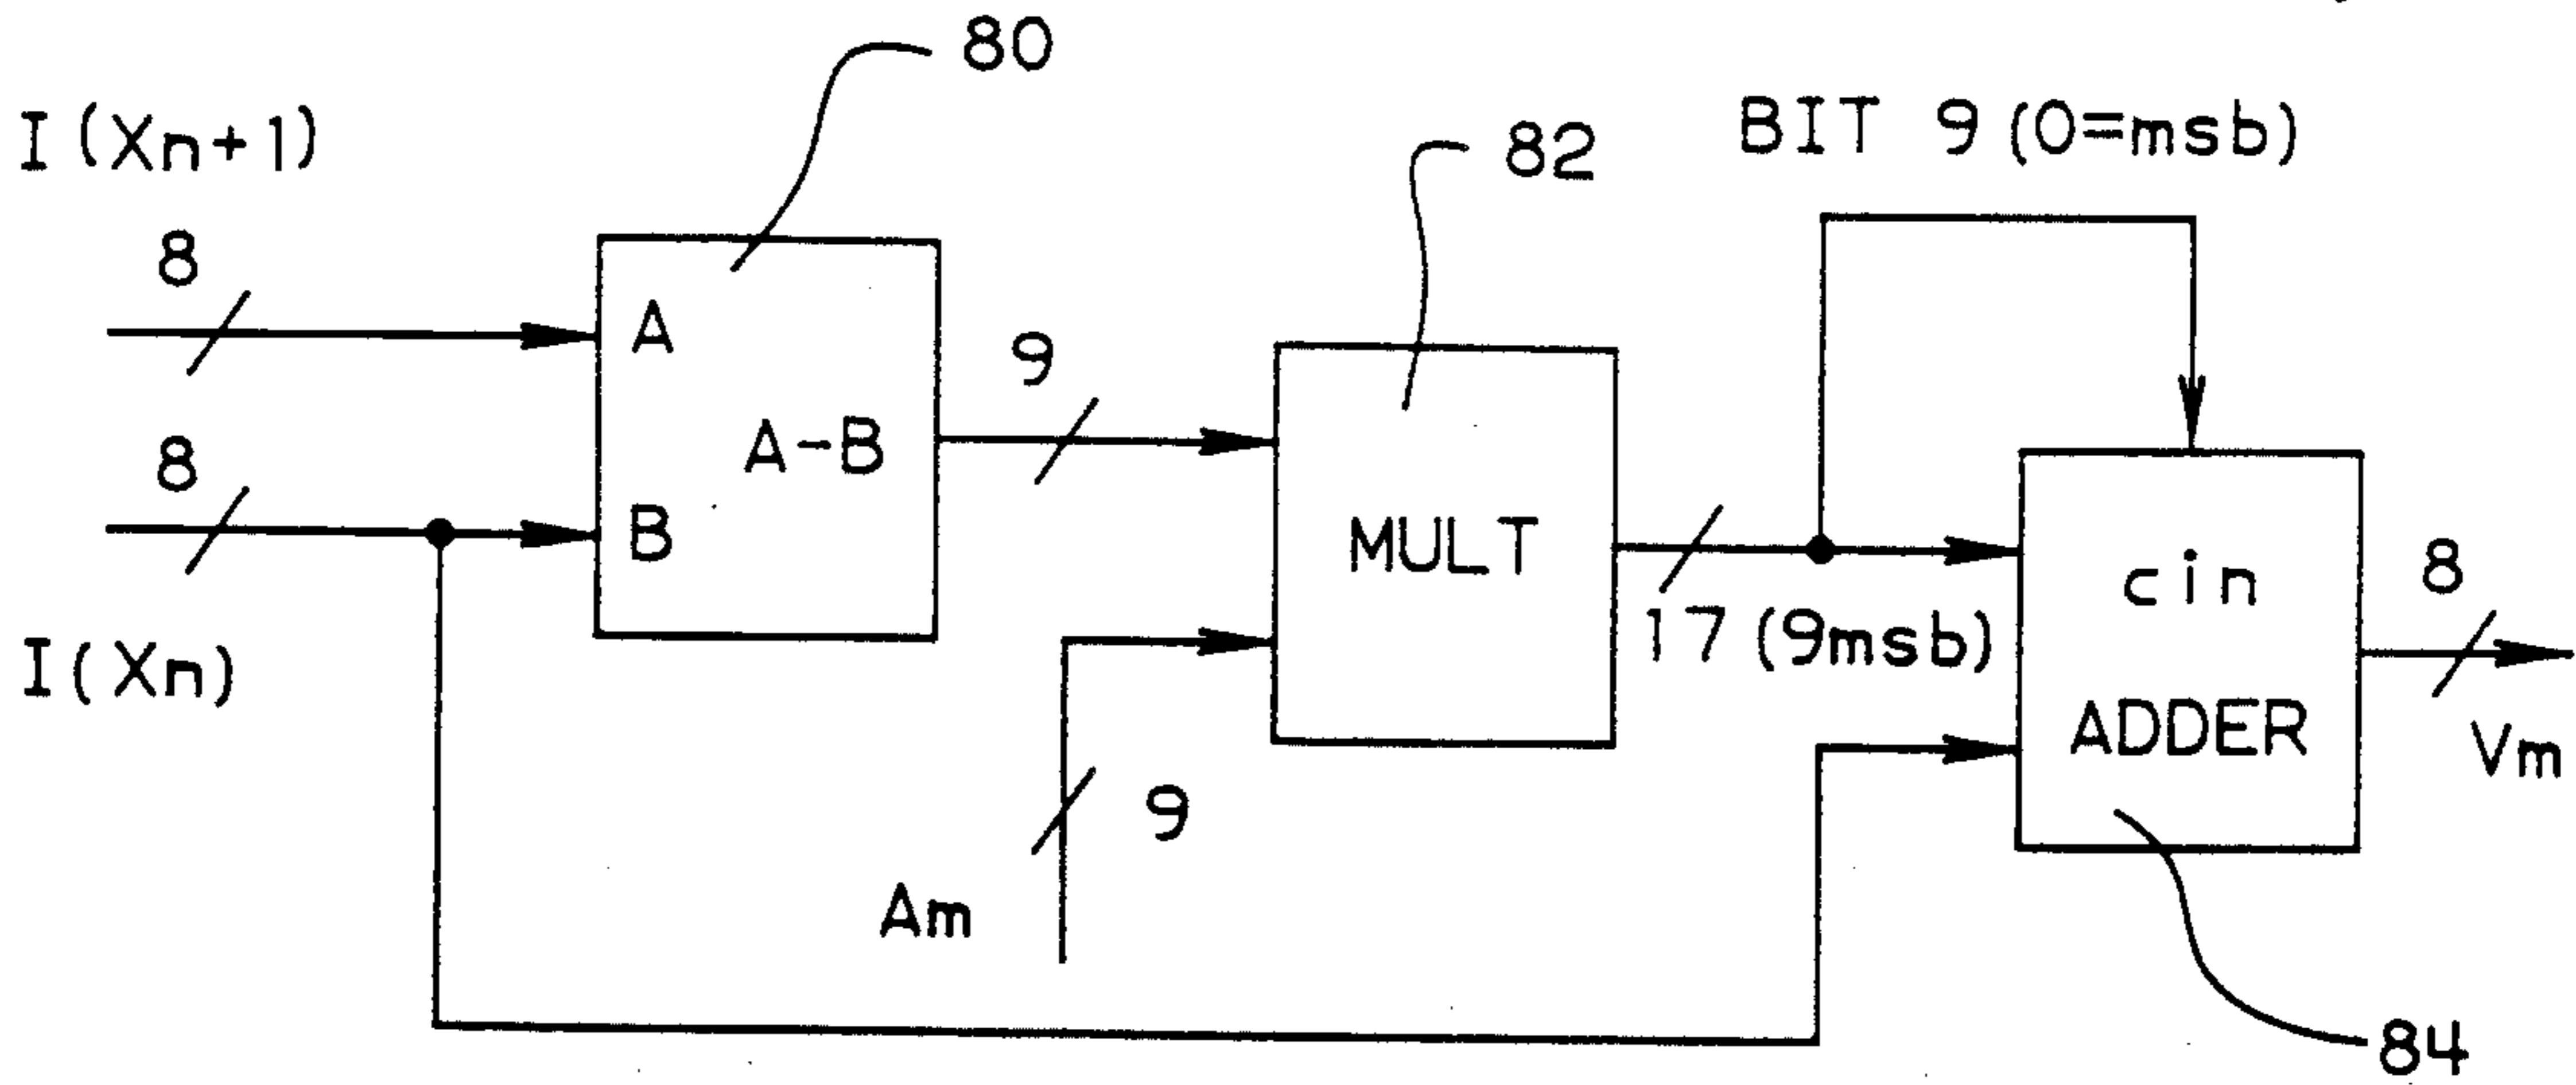 80
I(Xn+1)
82
BIT 9 (0=msb)
8
A
9
8
A-B
B
MULT
cin
8
17 (9msb)
I(Xn)
ADDER
Vm
9
Am
84